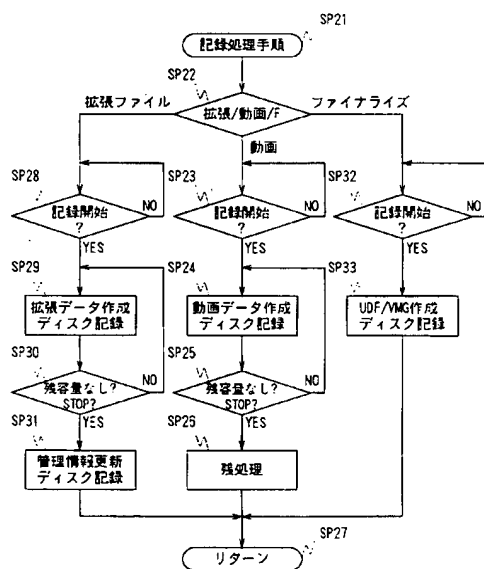 SP21
記録処理手順
SP22
拡張ファイル
拡張/動画/F
ファイナライズ
動画
SP28
SP23
SP32
記録開始
?
NO
記録開始
?
NO
記録開始
?
NO
YES
YES
YES
SP29
SP24
SP33
拡張データ作成
ディスク記録
動画データ作成
ディスク記録
UDF/VMG作成
ディスク記録
SP30
SP25
残容量なし?
STOP?
NO
残容量なし?
STOP?
NO
SP31
YES
SP26
YES
管理情報更新
ディスク記録
残処理
SP27
リターン